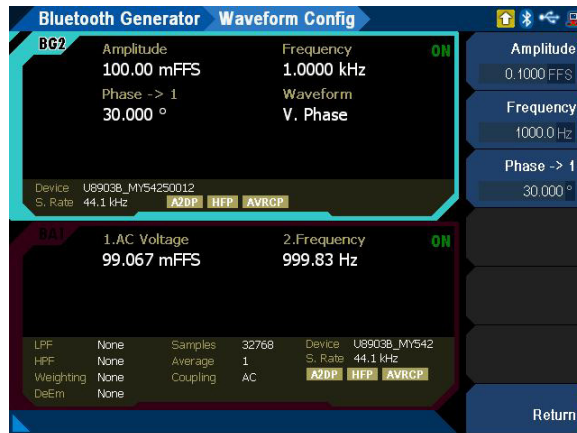 Bluetooth Generator Waveform Config
BG2
Amplitude Frequency ON
100.00 mFFS 1.0000 kHz
Phase -> 1 Waveform
30.000 ° V. Phase
Device U8903B_MY54250012
S. Rate 44.1 kHz A2DP HFP AVRCP
BA1
1.AC Voltage 2.Frequency ON
99.067 mFFS 999.83 Hz
LPF None Samples 32768 Device U8903B_MY542
HPF None Average 1 S. Rate 44.1 kHz
Weighting None Coupling AC A2DP HFP AVRCP
DeEm None
Amplitude
0.1000 FFS
Frequency
1000.0 Hz
Phase -> 1
30.000 °
Return